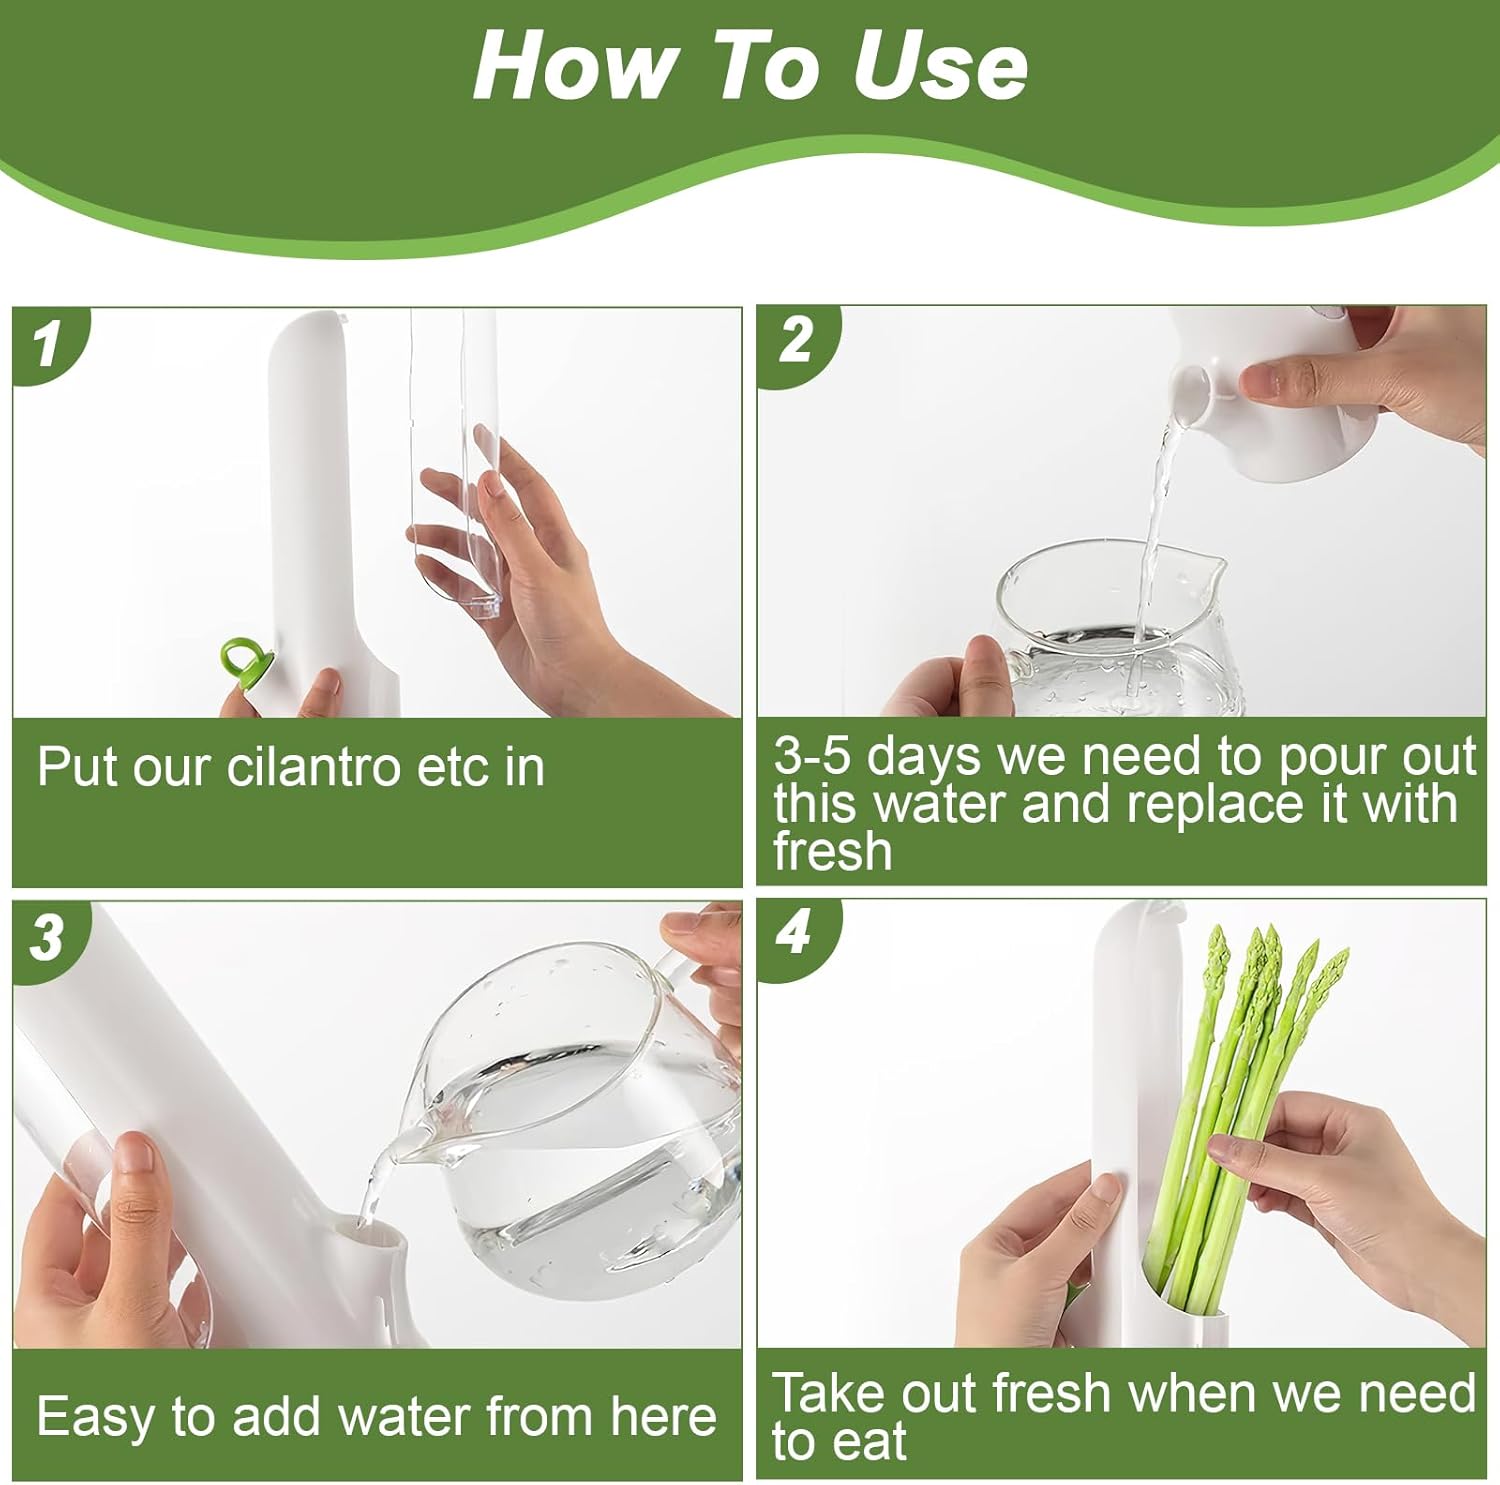 How To Use
1
Put our cilantro etc in
2
3-5 days we need to pour out
this water and replace it with
fresh
3
Easy to add water from here
4
Take out fresh when we need
to eat